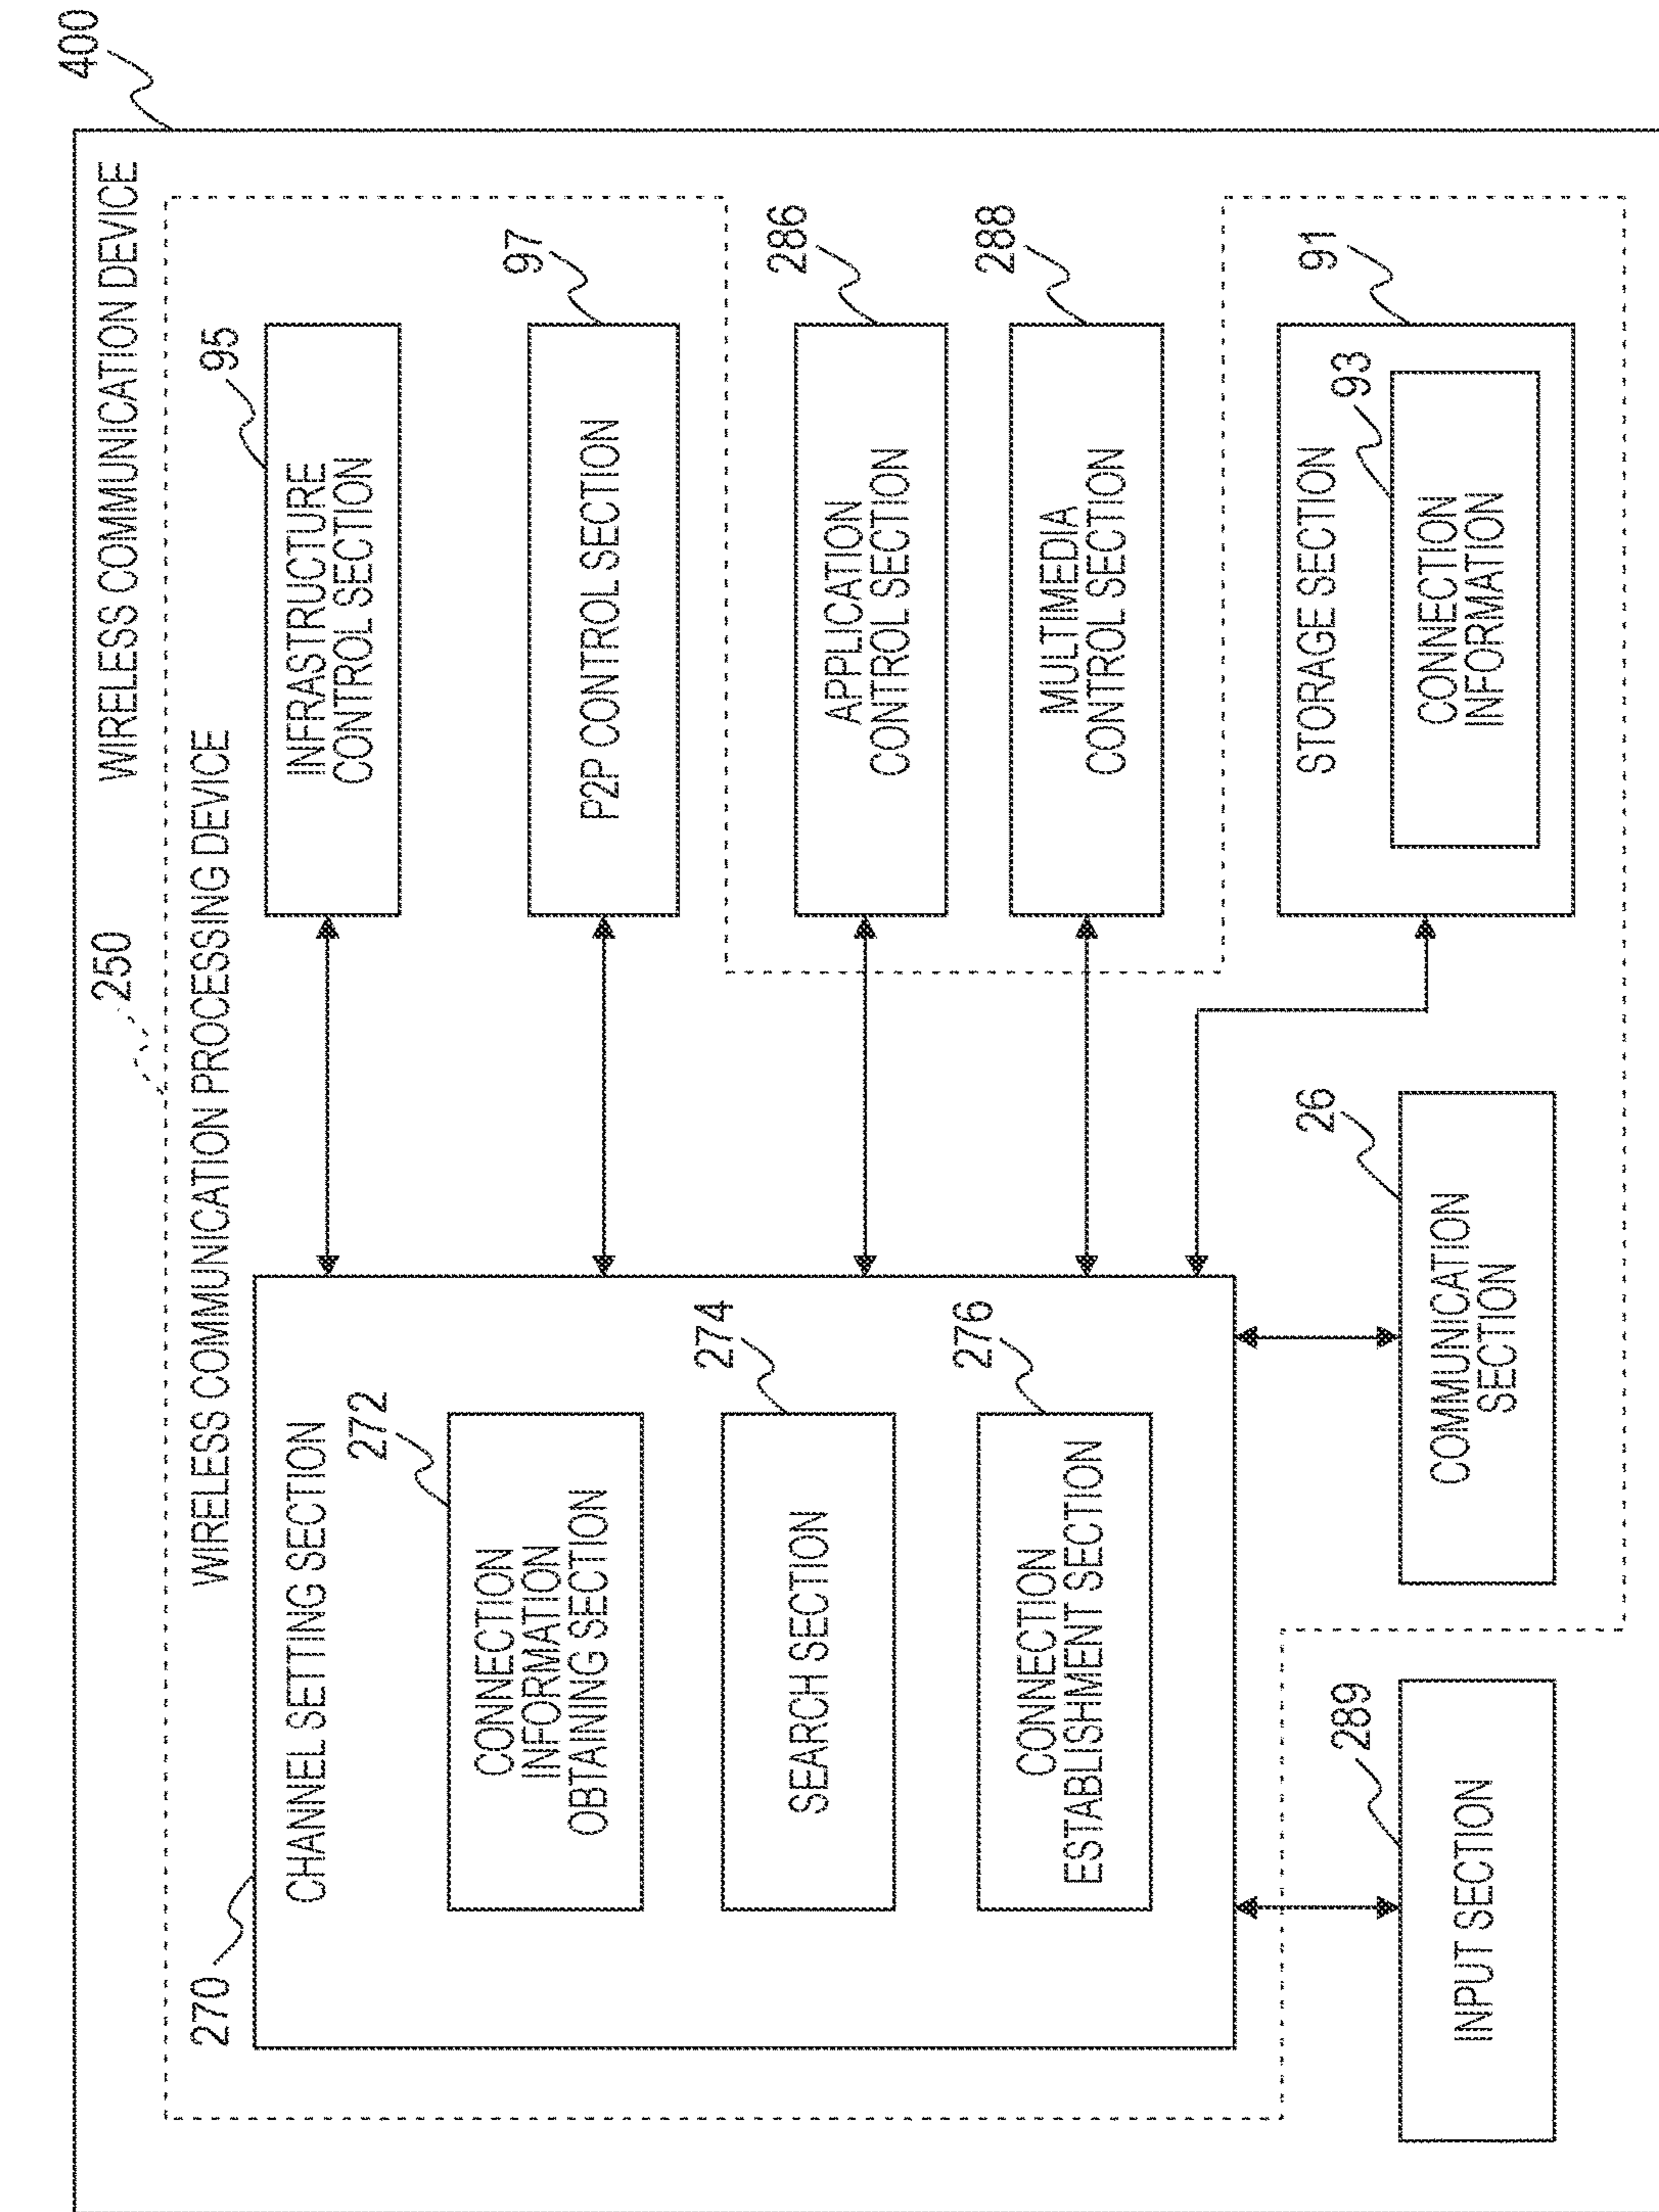 400
WIRELESS COMMUNICATION DEVICE
250
WIRELESS COMMUNICATION PROCESSING DEVICE
270
CHANNEL SETTING SECTION
272
CONNECTION
INFORMATION
OBTAINING SECTION
274
SEARCH SECTION
276
CONNECTION
ESTABLISHMENT SECTION
95
INFRASTRUCTURE
CONTROL SECTION
97
P2P CONTROL SECTION
286
APPLICATION
CONTROL SECTION
288
MULTIMEDIA
CONTROL SECTION
91
STORAGE SECTION
93
CONNECTION
INFORMATION
289
INPUT SECTION
26
COMMUNICATION
SECTION